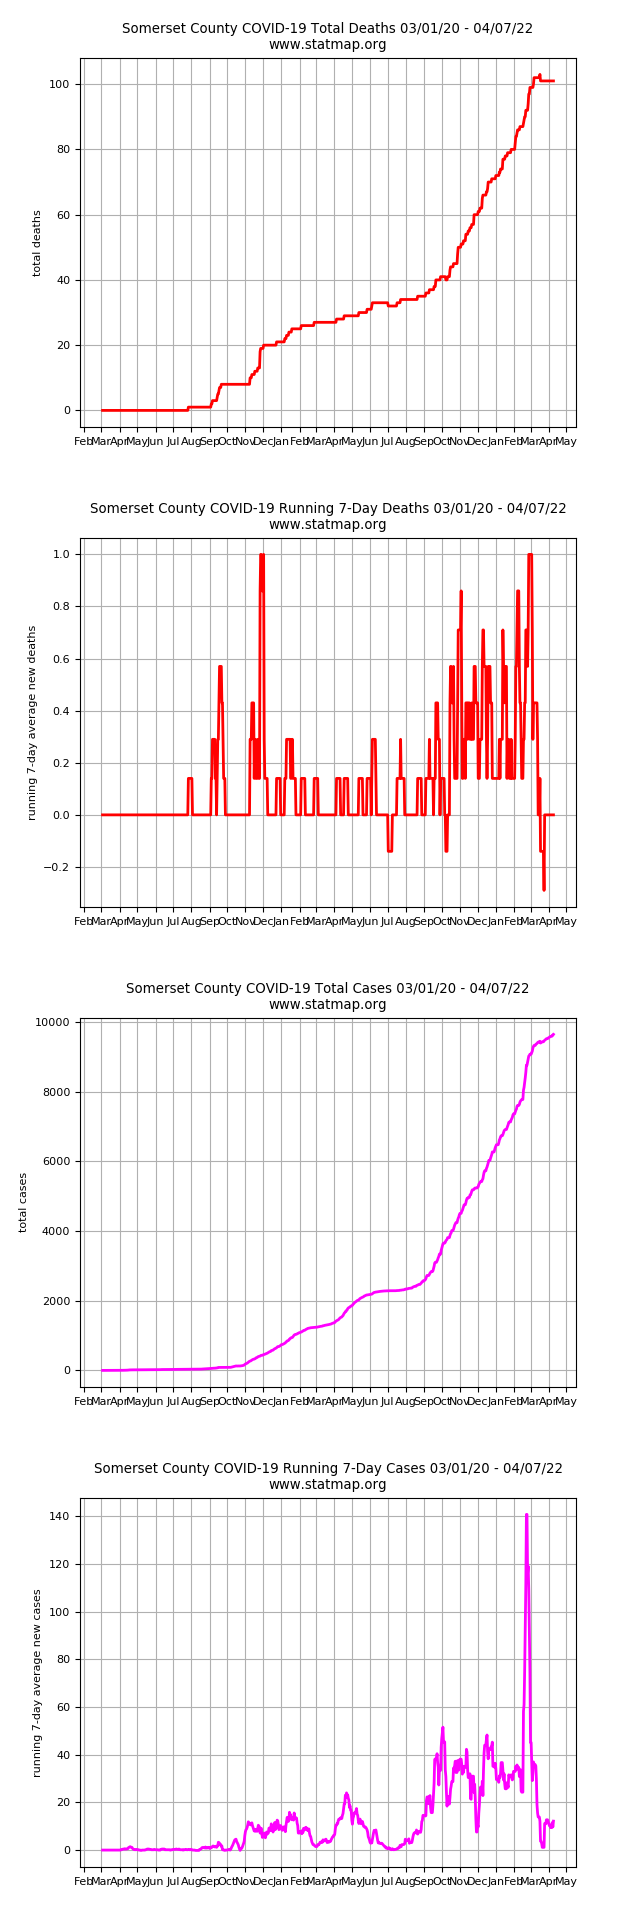 Somerset County COVID-19 Total Deaths 03/01/20 - 04/07/22
www.statmap.org
total deaths
100
80
60
40
20
0
Feb Mar Apr May Jun Jul Aug Sep Oct Nov Dec Jan Feb Mar Apr May Jun Jul Aug Sep Oct Nov Dec Jan Feb Mar Apr May
Somerset County COVID-19 Running 7-Day Deaths 03/01/20 - 04/07/22
www.statmap.org
running 7-day average new deaths
1.0
0.8
0.6
0.4
0.2
0.0
−0.2
Feb Mar Apr May Jun Jul Aug Sep Oct Nov Dec Jan Feb Mar Apr May Jun Jul Aug Sep Oct Nov Dec Jan Feb Mar Apr May
Somerset County COVID-19 Total Cases 03/01/20 - 04/07/22
www.statmap.org
total cases
10000
8000
6000
4000
2000
0
Feb Mar Apr May Jun Jul Aug Sep Oct Nov Dec Jan Feb Mar Apr May Jun Jul Aug Sep Oct Nov Dec Jan Feb Mar Apr May
Somerset County COVID-19 Running 7-Day Cases 03/01/20 - 04/07/22
www.statmap.org
running 7-day average new cases
140
120
100
80
60
40
20
0
Feb Mar Apr May Jun Jul Aug Sep Oct Nov Dec Jan Feb Mar Apr May Jun Jul Aug Sep Oct Nov Dec Jan Feb Mar Apr May